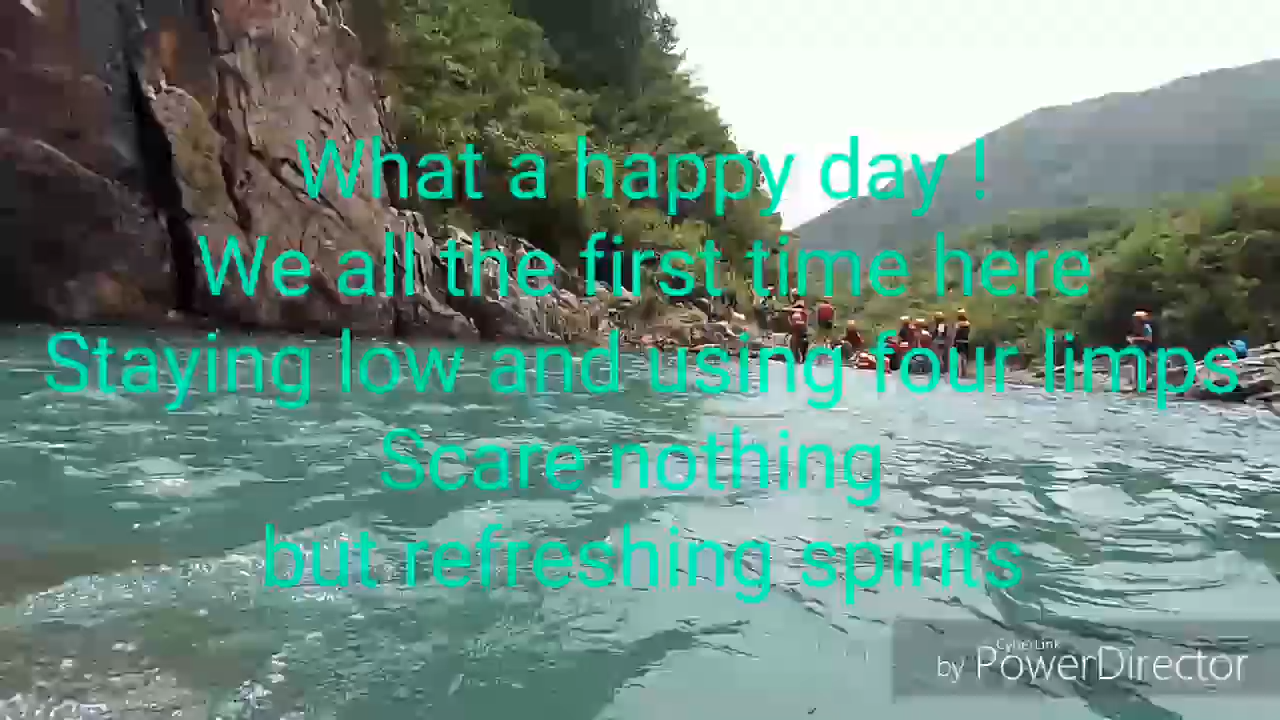 What a happy day !
We all the first time here
Staying low and using four limps
Scare nothing
but refreshing spirits
CyberLink
by PowerDirector